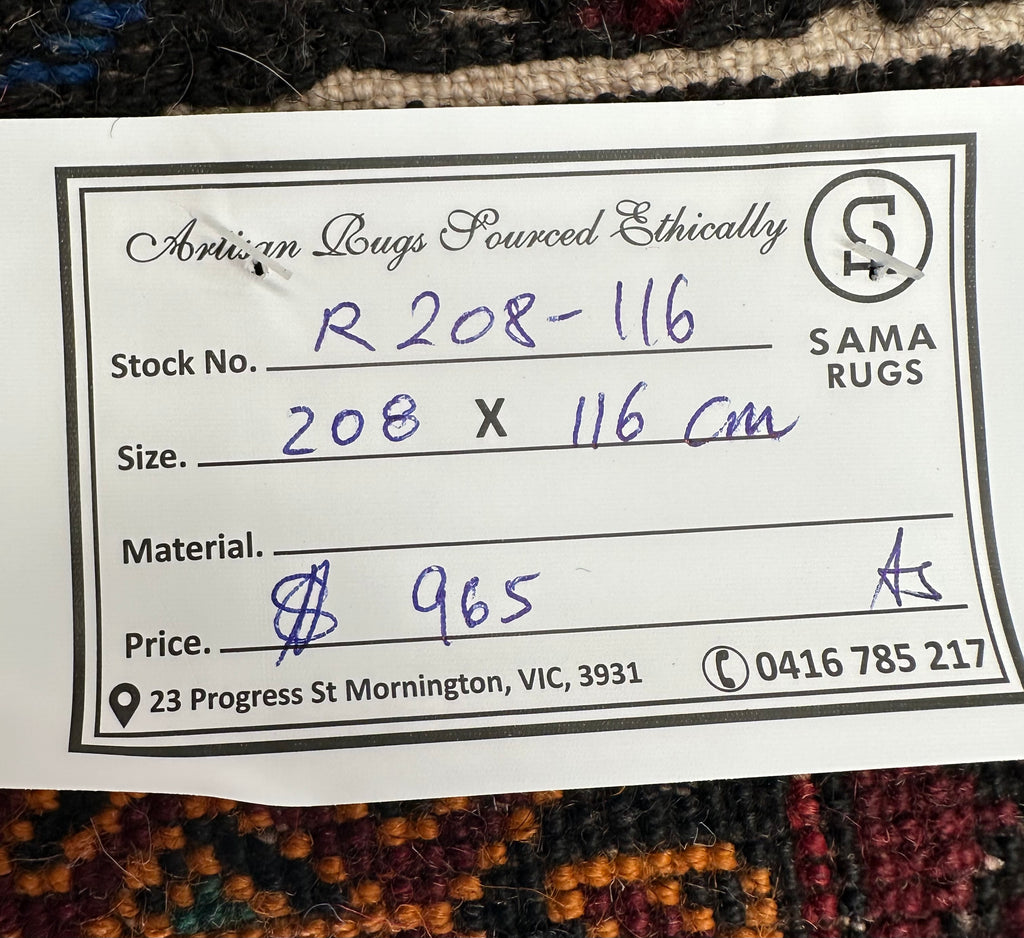 Artisan Rugs Sourced Ethically
SAMA
RUGS
Stock No. R 208-116
Size. 208 X 116 cm
Material.
Price. $ 965 As
23 Progress St Mornington, VIC, 3931
0416 785 217